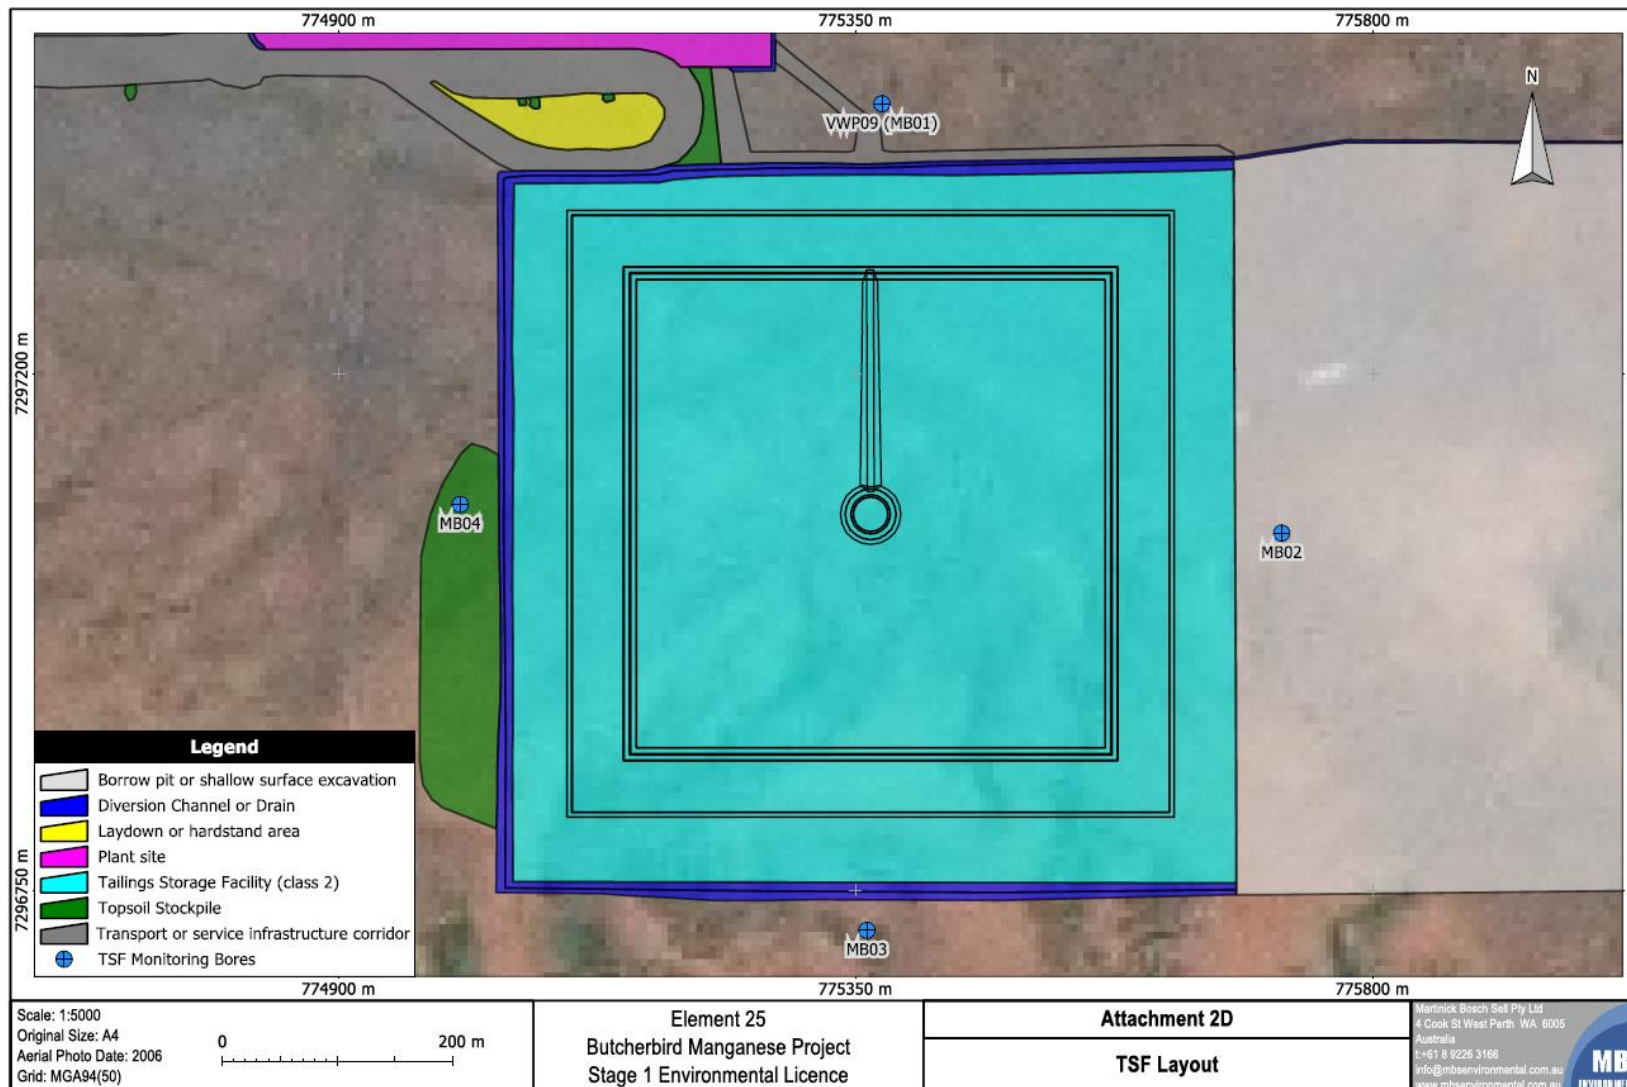 774900 m
775350 m
775800 m
N
VWP09 (MB01)
7297200 m
MB04
MB02
7296750 m
MB03
Legend
Borrow pit or shallow surface excavation
Diversion Channel or Drain
Laydown or hardstand area
Plant site
Tailings Storage Facility (class 2)
Topsoil Stockpile
Transport or service infrastructure corridor
TSF Monitoring Bores
774900 m
775350 m
775800 m
Scale: 1:5000
Original Size: A4
Aerial Photo Date: 2006
Grid: MGA94(50)
0
200 m
Element 25
Butcherbird Manganese Project
Stage 1 Environmental Licence
Attachment 2D
TSF Layout
Martinick Bosch Sell Pty Ltd
4 Cook St West Perth WA 6005
Australia
t:+61 8 9226 3166
info@mbsenvironmental.com.au
www.mbsenvironmental.com.au
MB